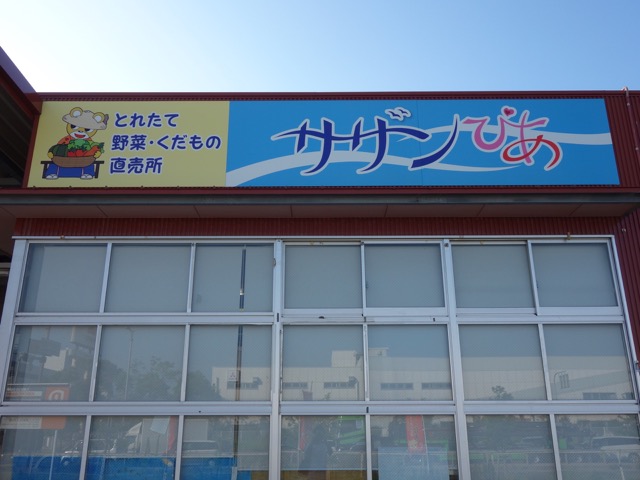 とれたて
野菜・くだもの
直売所
サザンぴあ